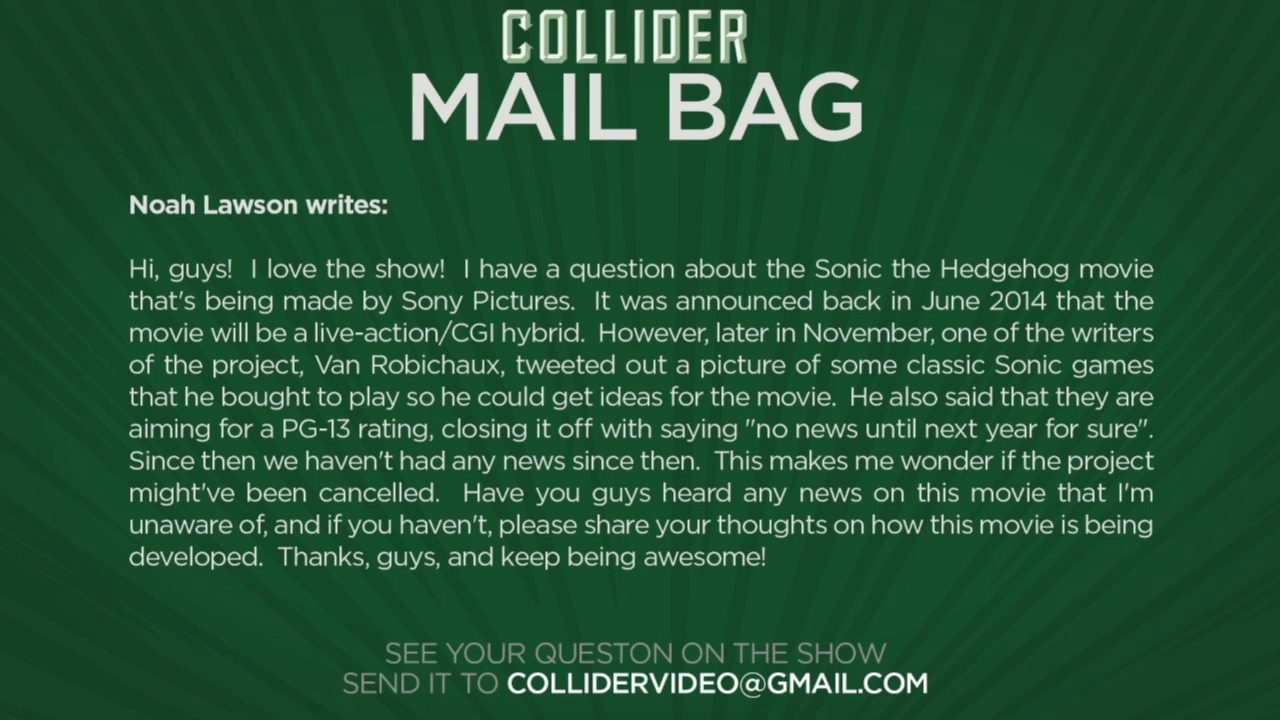 COLLIDER
MAIL BAG
Noah Lawson writes:
Hi, guys!  I love the show!  I have a question about the Sonic the Hedgehog movie
that's being made by Sony Pictures.  It was announced back in June 2014 that the
movie will be a live-action/CGI hybrid.  However, later in November, one of the writers
of the project, Van Robichaux, tweeted out a picture of some classic Sonic games
that he bought to play so he could get ideas for the movie.  He also said that they are
aiming for a PG-13 rating, closing it off with saying "no news until next year for sure".
Since then we haven't had any news since then.  This makes me wonder if the project
might've been cancelled.  Have you guys heard any news on this movie that I'm
unaware of, and if you haven't, please share your thoughts on how this movie is being
developed.  Thanks, guys, and keep being awesome!
SEE YOUR QUESTON ON THE SHOW
SEND IT TO COLLIDERVIDEO@GMAIL.COM